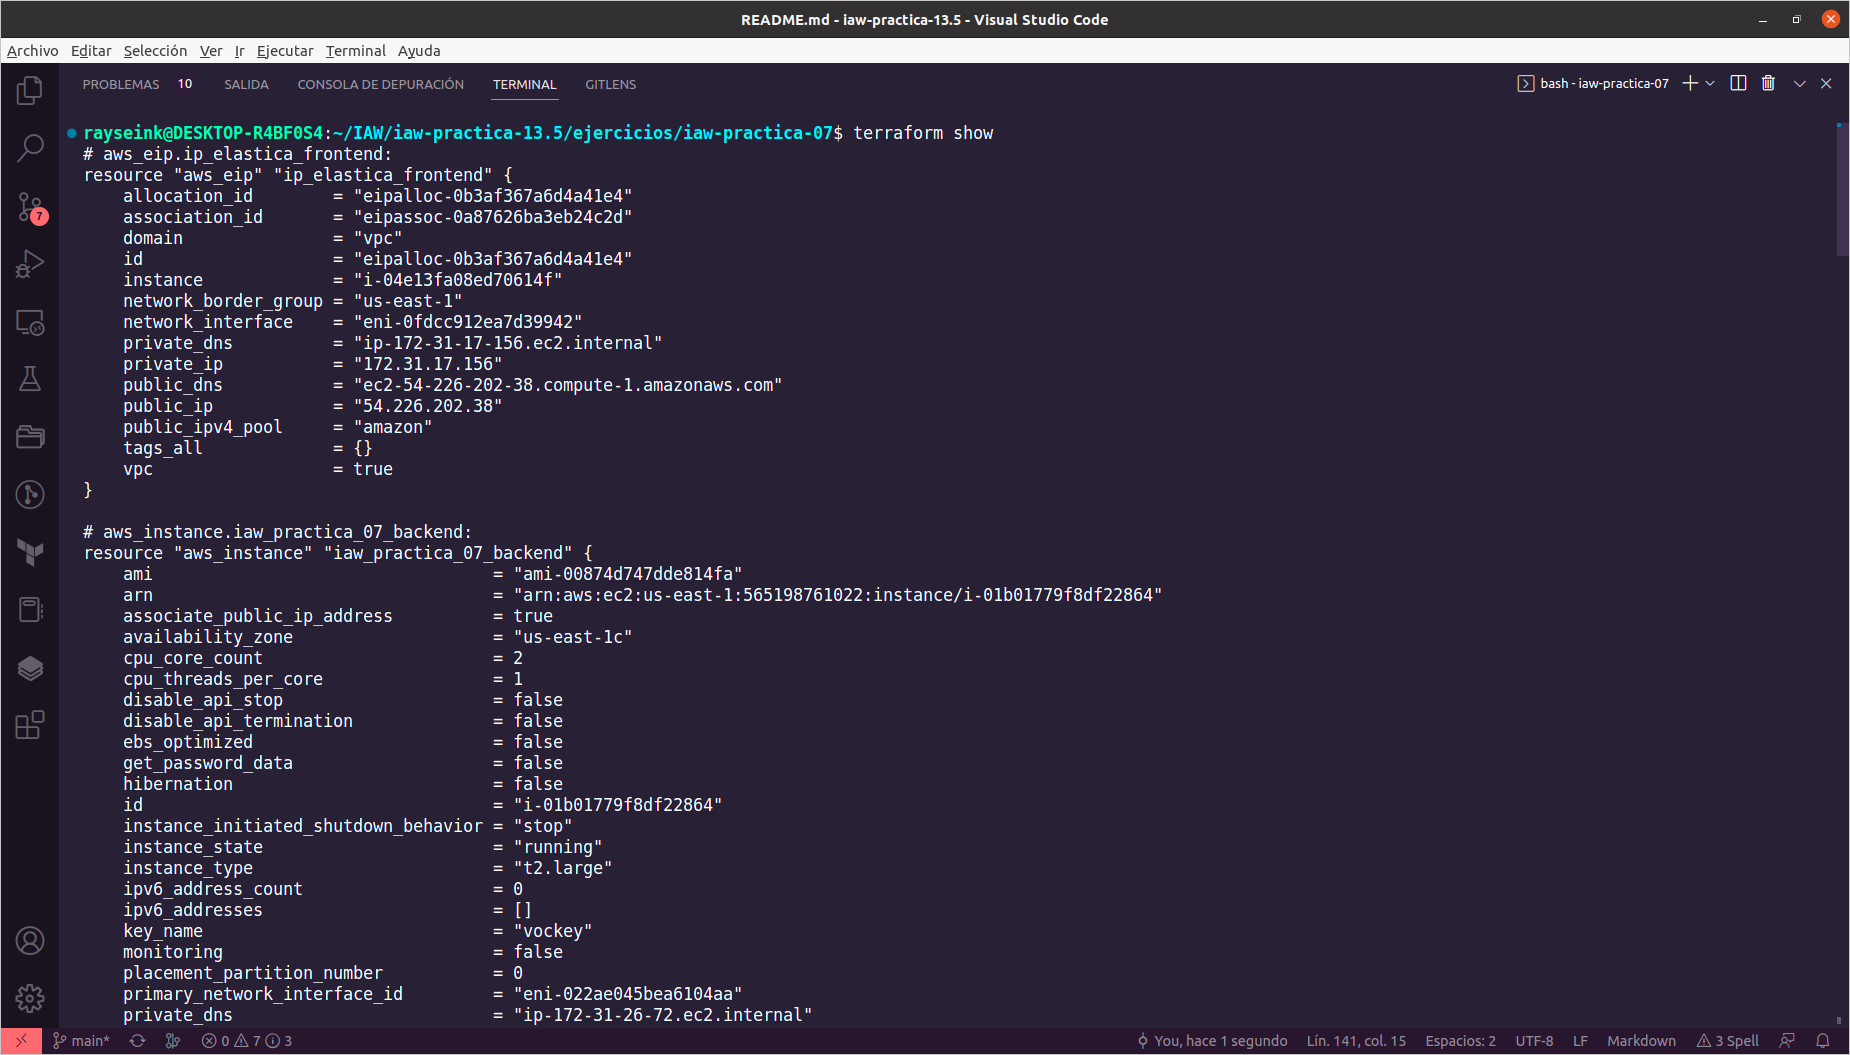 README.md - iaw-practica-13.5 - Visual Studio Code
Archivo Editar Selección Ver Ir Ejecutar Terminal Ayuda
PROBLEMAS 10 SALIDA CONSOLA DE DEPURACIÓN TERMINAL GITLENS bash - iaw-practica-07
rayseink@DESKTOP-R4BF0S4:~/IAW/iaw-practica-13.5/ejercicios/iaw-practica-07$ terraform show
# aws_eip.ip_elastica_frontend:
resource "aws_eip" "ip_elastica_frontend" {
    allocation_id        = "eipalloc-0b3af367a6d4a41e4"
    association_id       = "eipassoc-0a87626ba3eb24c2d"
    domain               = "vpc"
    id                   = "eipalloc-0b3af367a6d4a41e4"
    instance             = "i-04e13fa08ed70614f"
    network_border_group = "us-east-1"
    network_interface    = "eni-0fdcc912ea7d39942"
    private_dns          = "ip-172-31-17-156.ec2.internal"
    private_ip           = "172.31.17.156"
    public_dns           = "ec2-54-226-202-38.compute-1.amazonaws.com"
    public_ip            = "54.226.202.38"
    public_ipv4_pool     = "amazon"
    tags_all             = {}
    vpc                  = true
}
# aws_instance.iaw_practica_07_backend:
resource "aws_instance" "iaw_practica_07_backend" {
    ami                                  = "ami-00874d747dde814fa"
    arn                                  = "arn:aws:ec2:us-east-1:565198761022:instance/i-01b01779f8df22864"
    associate_public_ip_address          = true
    availability_zone                    = "us-east-1c"
    cpu_core_count                       = 2
    cpu_threads_per_core                 = 1
    disable_api_stop                     = false
    disable_api_termination              = false
    ebs_optimized                        = false
    get_password_data                    = false
    hibernation                          = false
    id                                   = "i-01b01779f8df22864"
    instance_initiated_shutdown_behavior = "stop"
    instance_state                       = "running"
    instance_type                        = "t2.large"
    ipv6_address_count                   = 0
    ipv6_addresses                       = []
    key_name                             = "vockey"
    monitoring                           = false
    placement_partition_number           = 0
    primary_network_interface_id         = "eni-022ae045bea6104aa"
    private_dns                          = "ip-172-31-26-72.ec2.internal"
7
main* 0 7 3 You, hace 1 segundo Lín. 141, col. 15 Espacios: 2 UTF-8 LF Markdown 3 Spell